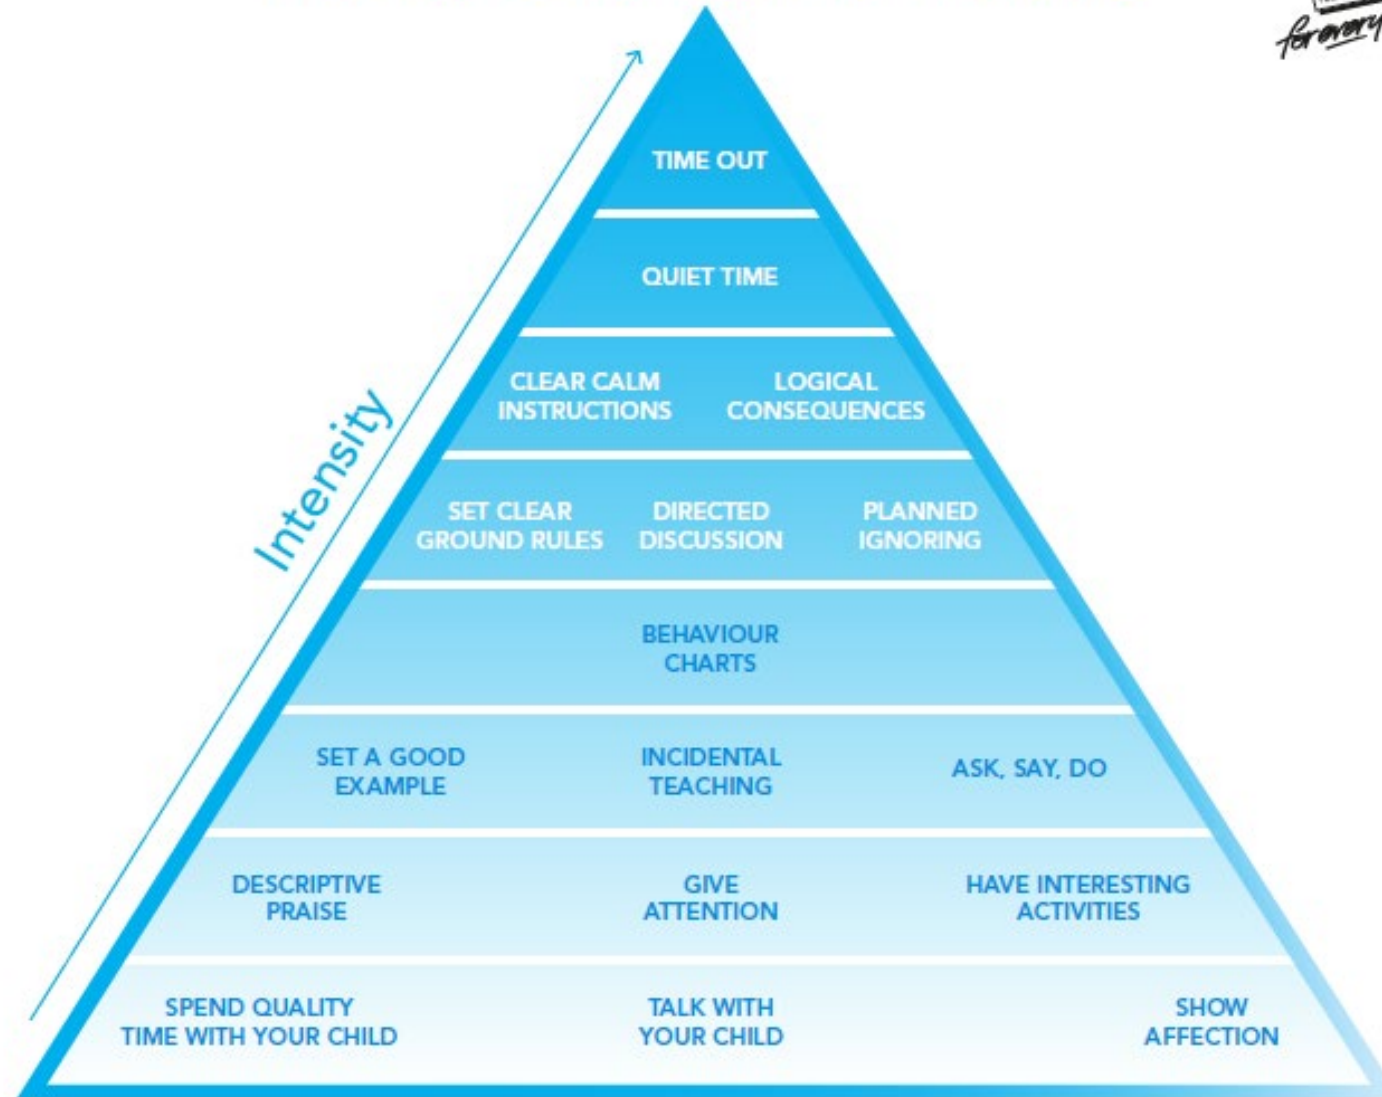 for every
TIME OUT
QUIET TIME
CLEAR CALM
INSTRUCTIONS
LOGICAL
CONSEQUENCES
Intensity
SET CLEAR
GROUND RULES
DIRECTED
DISCUSSION
PLANNED
IGNORING
BEHAVIOUR
CHARTS
SET A GOOD
EXAMPLE
INCIDENTAL
TEACHING
ASK, SAY, DO
DESCRIPTIVE
PRAISE
GIVE
ATTENTION
HAVE INTERESTING
ACTIVITIES
SPEND QUALITY
TIME WITH YOUR CHILD
TALK WITH
YOUR CHILD
SHOW
AFFECTION